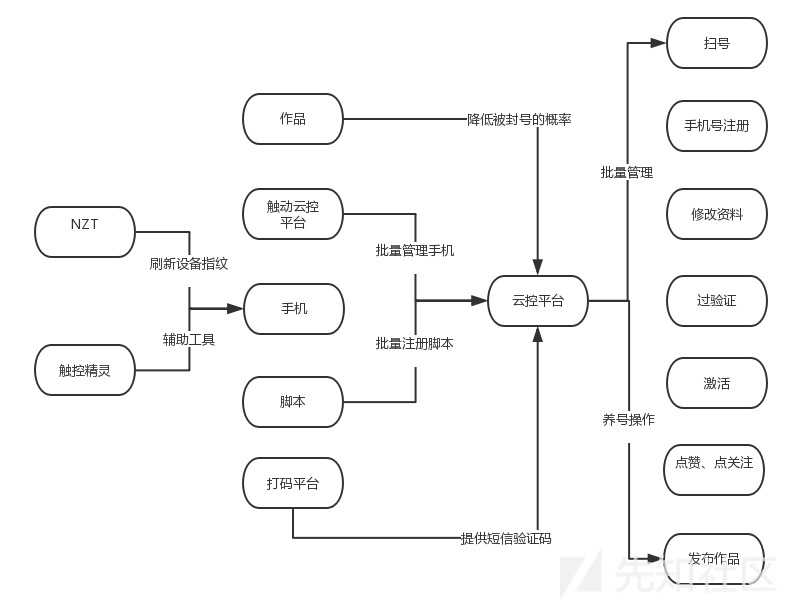 扫号
作品
降低被封号的概率
手机号注册
批量管理
触动云控
平台
修改资料
NZT
批量管理手机
刷新设备指纹
手机
云控平台
过验证
辅助工具
批量注册脚本
触控精灵
激活
脚本
养号操作
点赞、点关注
打码平台
提供短信验证码
发布作品
先知社区